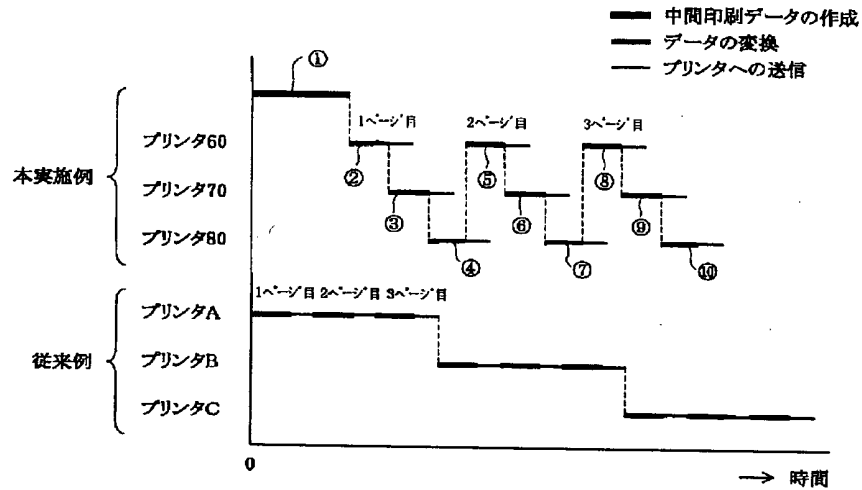 中間印刷データの作成
データの変換
プリンタへの送信
①
1ページ目 2ページ目 3ページ目
本実施例
プリンタ60
② ⑤ ⑧
プリンタ70
③ ⑥ ⑨
プリンタ80
④ ⑦ ⑩
1ページ目 2ページ目 3ページ目
従来例
プリンタA
プリンタB
プリンタC
0
→ 時間